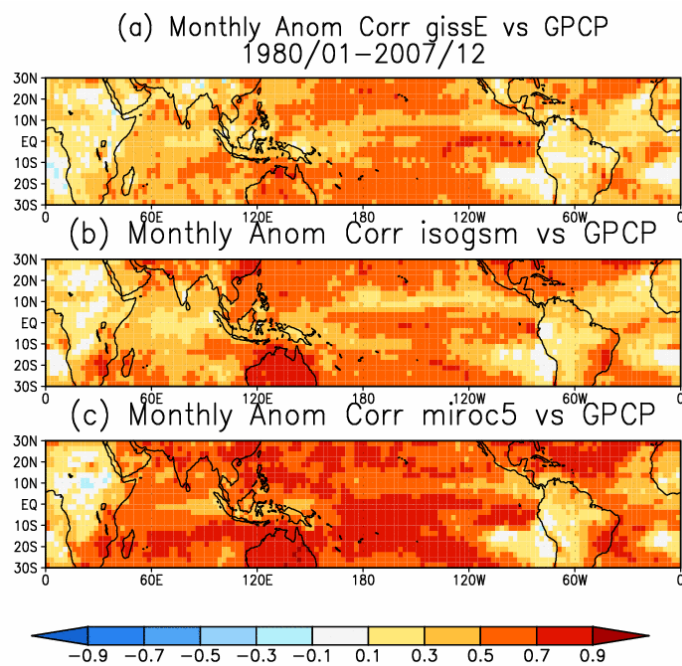 (a) Monthly Anom Corr gissE vs GPCP
1980/01-2007/12
30N
20N
10N
EQ
10S
20S
30S
60E 120E 180 120W 60W 0
(b) Monthly Anom Corr isogsm vs GPCP
30N
20N
10N
EQ
10S
20S
30S
60E 120E 180 120W 60W 0
(c) Monthly Anom Corr miroc5 vs GPCP
30N
20N
10N
EQ
10S
20S
30S
60E 120E 180 120W 60W 0
-0.9 -0.7 -0.5 -0.3 -0.1 0.1 0.3 0.5 0.7 0.9